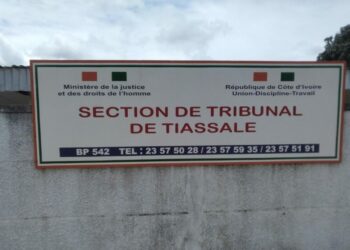 Ministère de la justice
et des droits de l'homme
République de Côte d'Ivoire
Union-Discipline-Travail
SECTION DE TRIBUNAL
DE TIASSALE
BP 542 TEL : 23 57 50 28 / 23 57 59 35 / 23 57 51 91